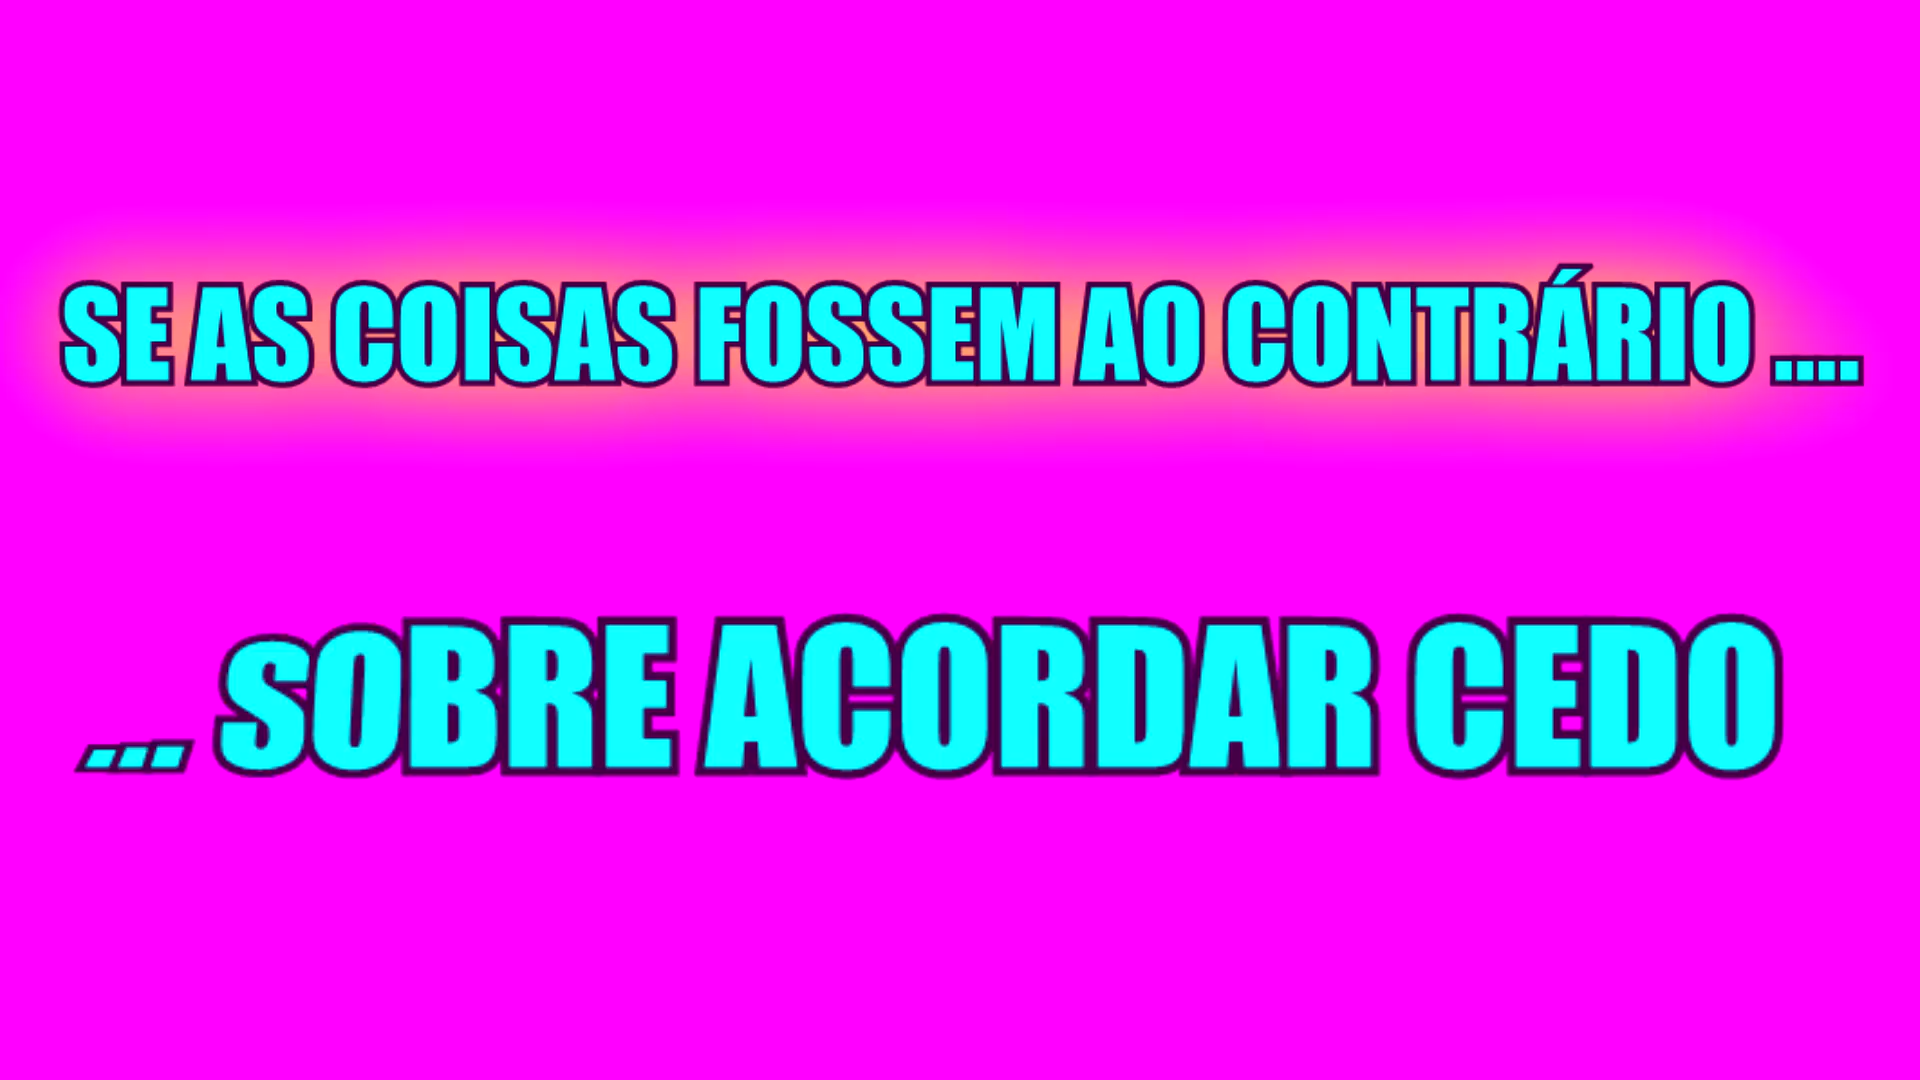 SE AS COISAS FOSSEM AO CONTRÁRIO ....
... SOBRE ACORDAR CEDO